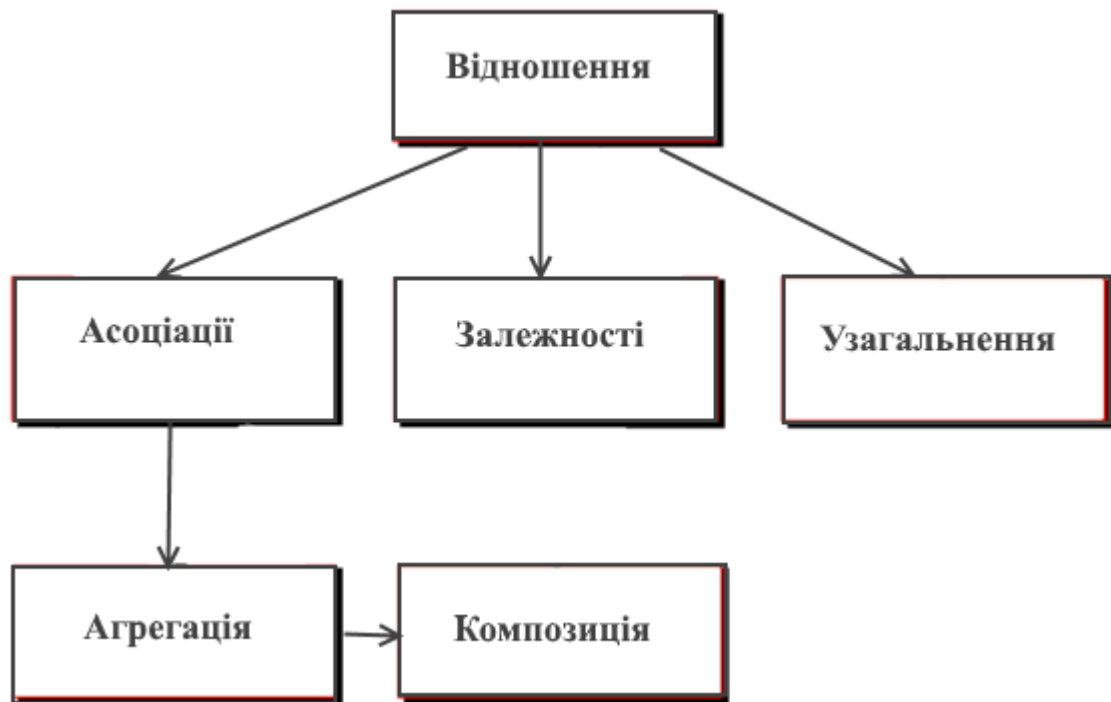 Відношення
Асоціації
Залежності
Узагальнення
Агрегація
Композиція